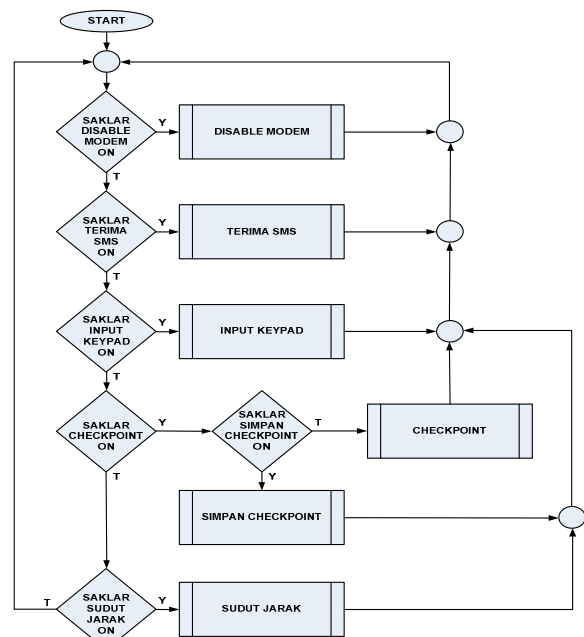 START
SAKLAR
DISABLE
MODEM
ON
Y
DISABLE MODEM
T
SAKLAR
TERIMA
SMS
ON
Y
TERIMA SMS
T
SAKLAR
INPUT
KEYPAD
ON
Y
INPUT KEYPAD
T
SAKLAR
CHECKPOINT
ON
Y
SAKLAR
SIMPAN
CHECKPOINT
ON
T
CHECKPOINT
T
Y
SIMPAN CHECKPOINT
T
SAKLAR
SUDUT
JARAK
ON
Y
SUDUT JARAK